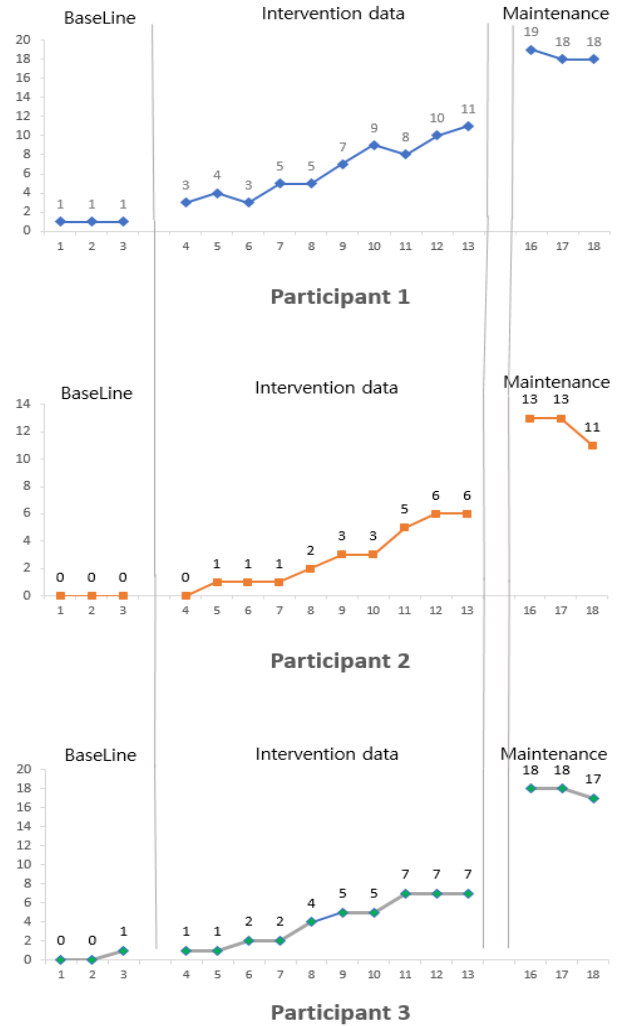 BaseLine Intervention data Maintenance
20
18
16
14
12
10
8
6
4
2
0
1 1 1 3 4 3 5 5 7 9 8 10 11 19 18 18
1 2 3 4 5 6 7 8 9 10 11 12 13 16 17 18
Participant 1
BaseLine Intervention data Maintenance
14
12
10
8
6
4
2
0
0 0 0 0 1 1 1 2 3 3 5 6 6 13 13 11
1 2 3 4 5 6 7 8 9 10 11 12 13 16 17 18
Participant 2
BaseLine Intervention data Maintenance
20
18
16
14
12
10
8
6
4
2
0
0 0 1 1 1 2 2 4 5 5 7 7 7 18 18 17
1 2 3 4 5 6 7 8 9 10 11 12 13 16 17 18
Participant 3